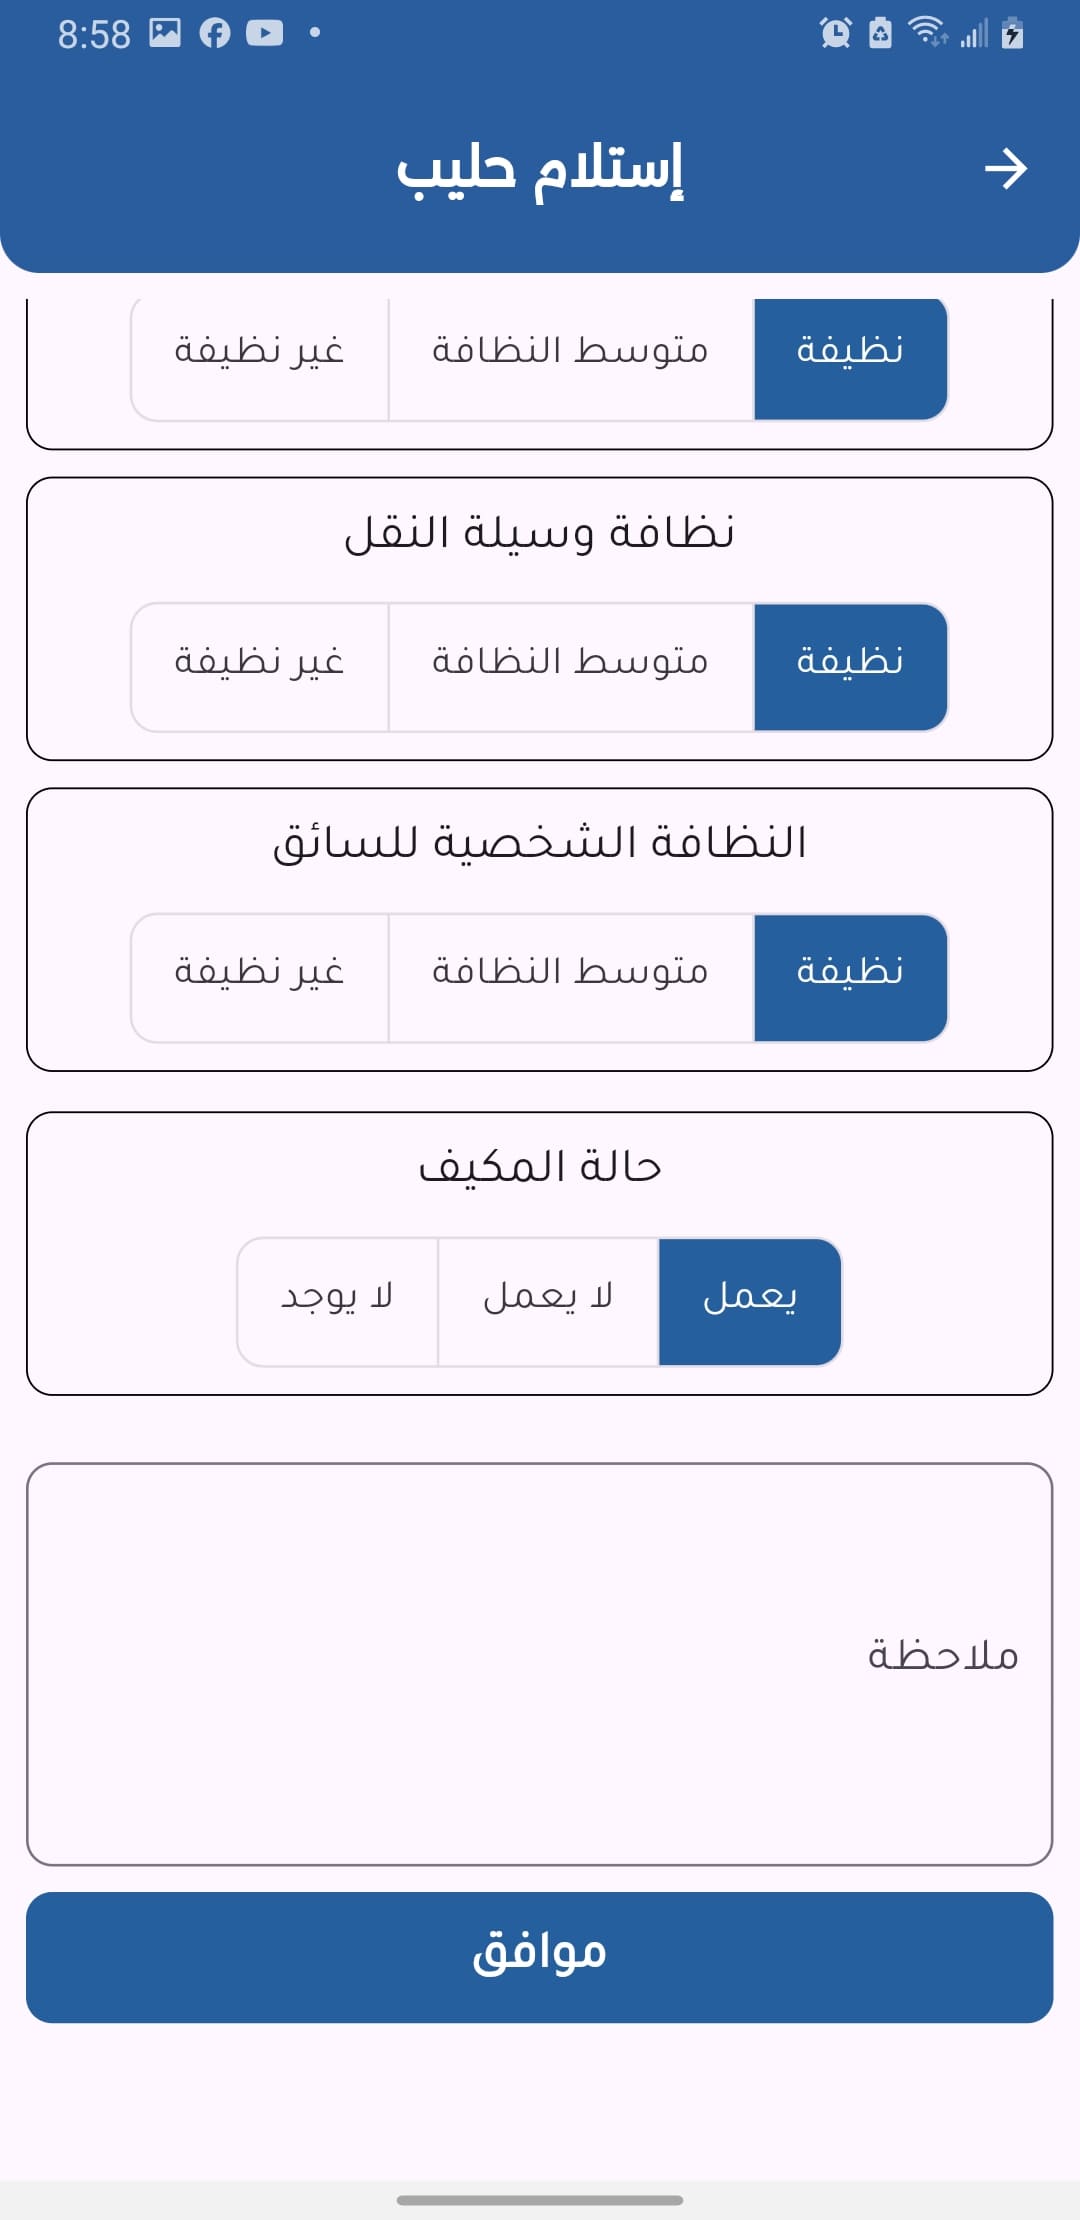 8:58
إستلام حليب
نظيفة متوسط النظافة غير نظيفة
نظافة وسيلة النقل
نظيفة متوسط النظافة غير نظيفة
النظافة الشخصية للسائق
نظيفة متوسط النظافة غير نظيفة
حالة المكيف
يعمل لا يعمل لا يوجد
ملاحظة
موافق